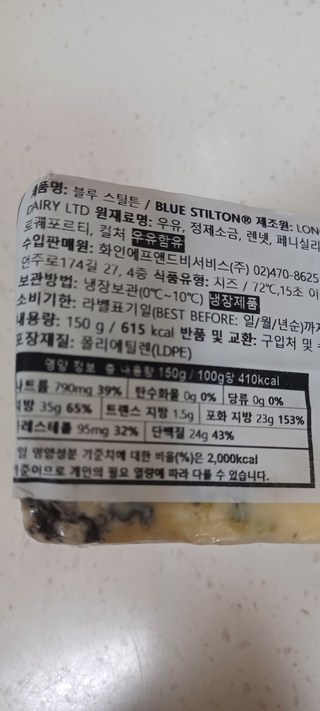 제품명: 블루 스틸튼 / BLUE STILTON® 제조원: LON
DAIRY LTD 원재료명: 우유, 정제소금, 렌넷, 페니실리
로궤포르티, 컬처 우유함유
수입판매원: 화인에프앤드비서비스(주) 02)470-8625
언주로174길 27, 4층 식품유형: 치즈 / 72℃,15초 이
보관방법: 냉장보관(0℃~10℃) 냉장제품
소비기한: 라벨표기일(BEST BEFORE: 일/월/년순)까지
내용량: 150 g / 615 kcal 반품 및 교환: 구입처 및
포장재질: 폴리에틸렌(LDPE)
영양 정보 총 내용량 150g / 100g당 410kcal
나트륨 790mg 39% 탄수화물 0g 0% 당류 0g 0%
지방 35g 65% 트랜스 지방 1.5g 포화 지방 23g 153%
레스테롤 95mg 32% 단백질 24g 43%
일 영양성분 기준치에 대한 비율(%)은 2,000kcal
기준이므로 개인의 필요 열량에 따라 다를 수 있습니다.